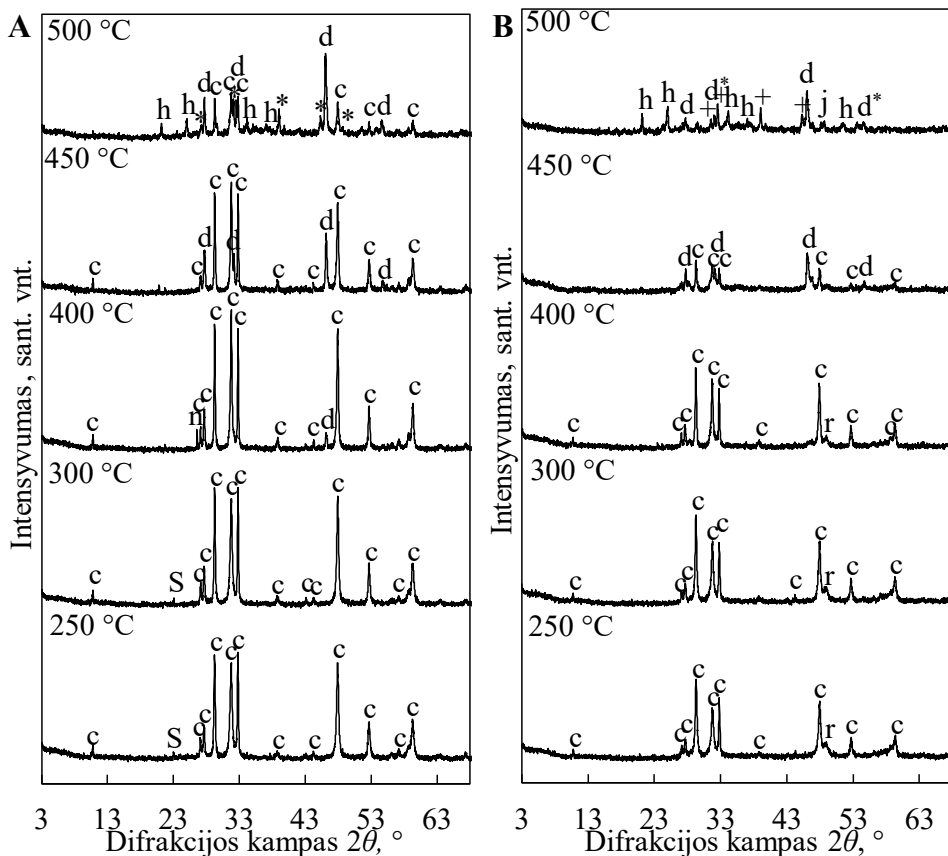 A
500 °C
d
h h * d c c * d c h h * * d c * c d c
450 °C
c d c c c d c c c d c c d c
400 °C
c n c c c c c c c d c c c
300 °C
c S c c c c c c c c c c c c
250 °C
c S c c c c c c c c c c c
Intensyvumas, sant. vnt.
3 13 23 33 43 53 63
Difrakcijos kampas 2θ, °
B
500 °C
h h d + d * + h h + + d j h d *
450 °C
d c c d c d c c d c
400 °C
c c c c c c c c r c c c
300 °C
c c c c c c c c r c c
250 °C
c c c c c c c c r c c
Intensyvumas, sant. vnt.
3 13 23 33 43 53 63
Difrakcijos kampas 2θ, °